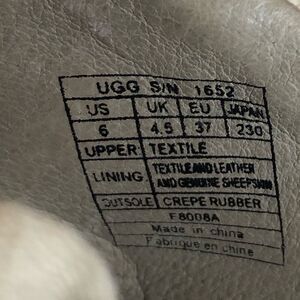 UGG S/N 1652
US UK EU JAPAN
6 4.5 37 230
UPPER TEXTILE
LINING TEXTILE AND LEATHER
AND GENUINE SHEEPSKIN
OUTSOLE CREPE RUBBER
F8008A
Made in china
Fabrique en chine